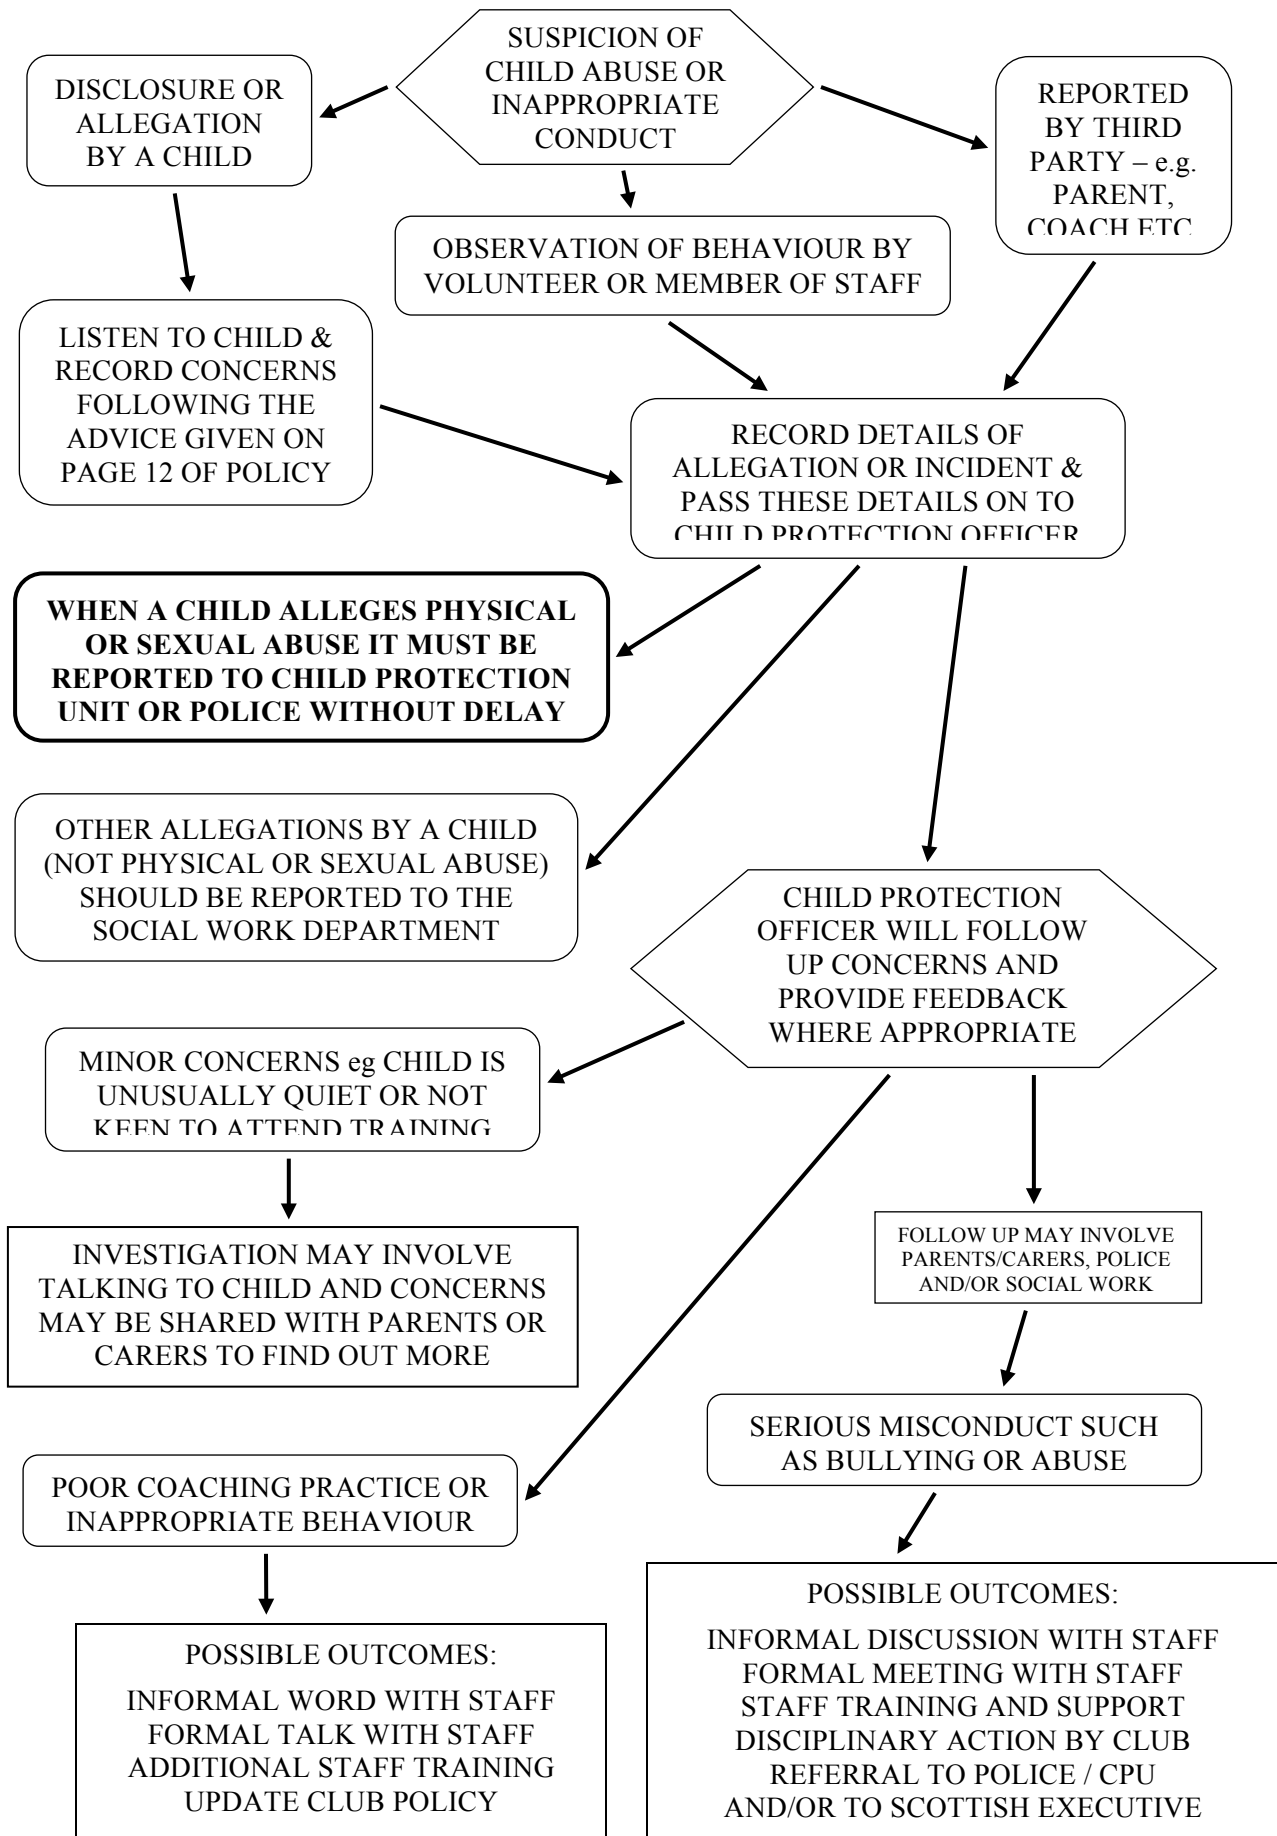 SUSPICION OF
CHILD ABUSE OR
INAPPROPRIATE
CONDUCT
DISCLOSURE OR
ALLEGATION
BY A CHILD
REPORTED
BY THIRD
PARTY – e.g.
PARENT,
COACH ETC
OBSERVATION OF BEHAVIOUR BY
VOLUNTEER OR MEMBER OF STAFF
LISTEN TO CHILD &
RECORD CONCERNS
FOLLOWING THE
ADVICE GIVEN ON
PAGE 12 OF POLICY
RECORD DETAILS OF
ALLEGATION OR INCIDENT &
PASS THESE DETAILS ON TO
CHILD PROTECTION OFFICER
WHEN A CHILD ALLEGES PHYSICAL
OR SEXUAL ABUSE IT MUST BE
REPORTED TO CHILD PROTECTION
UNIT OR POLICE WITHOUT DELAY
OTHER ALLEGATIONS BY A CHILD
(NOT PHYSICAL OR SEXUAL ABUSE)
SHOULD BE REPORTED TO THE
SOCIAL WORK DEPARTMENT
CHILD PROTECTION
OFFICER WILL FOLLOW
UP CONCERNS AND
PROVIDE FEEDBACK
WHERE APPROPRIATE
MINOR CONCERNS eg CHILD IS
UNUSUALLY QUIET OR NOT
KEEN TO ATTEND TRAINING
INVESTIGATION MAY INVOLVE
TALKING TO CHILD AND CONCERNS
MAY BE SHARED WITH PARENTS OR
CARERS TO FIND OUT MORE
FOLLOW UP MAY INVOLVE
PARENTS/CARERS, POLICE
AND/OR SOCIAL WORK
SERIOUS MISCONDUCT SUCH
AS BULLYING OR ABUSE
POOR COACHING PRACTICE OR
INAPPROPRIATE BEHAVIOUR
POSSIBLE OUTCOMES:
INFORMAL WORD WITH STAFF
FORMAL TALK WITH STAFF
ADDITIONAL STAFF TRAINING
UPDATE CLUB POLICY
POSSIBLE OUTCOMES:
INFORMAL DISCUSSION WITH STAFF
FORMAL MEETING WITH STAFF
STAFF TRAINING AND SUPPORT
DISCIPLINARY ACTION BY CLUB
REFERRAL TO POLICE / CPU
AND/OR TO SCOTTISH EXECUTIVE